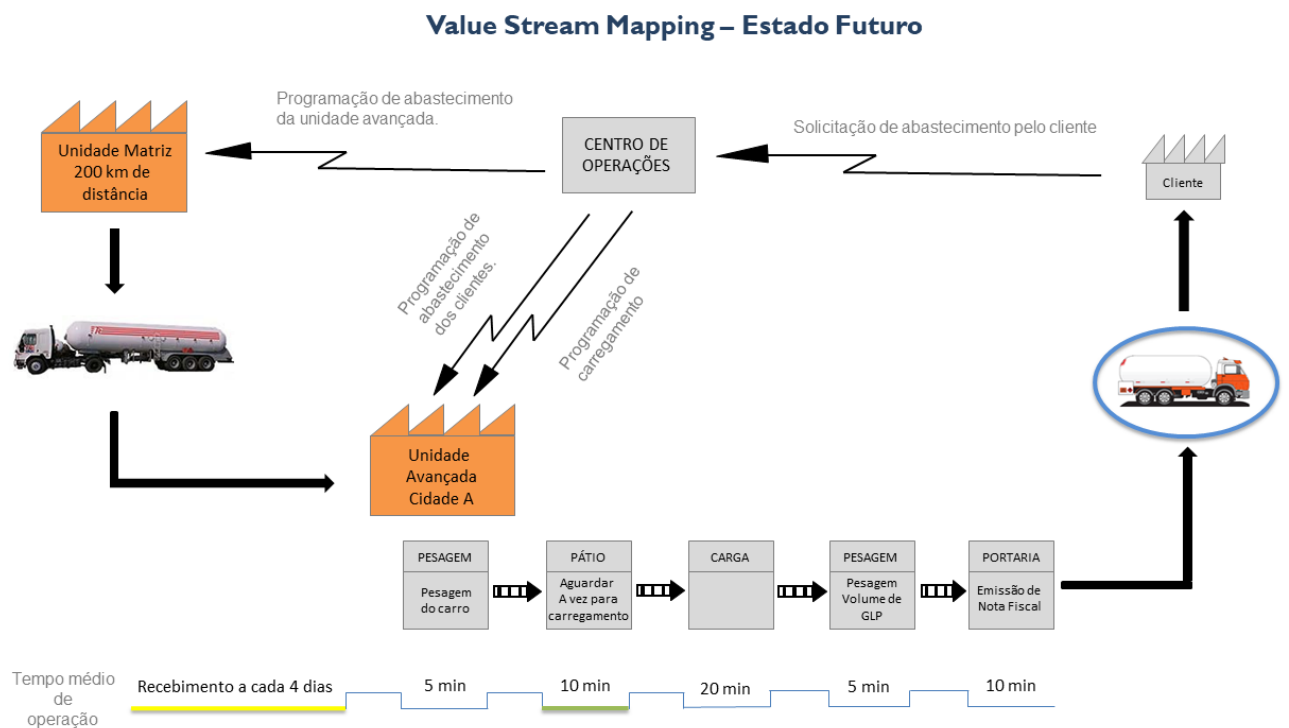 Value Stream Mapping – Estado Futuro
Programação de abastecimento
da unidade avançada.
Solicitação de abastecimento pelo cliente
CENTRO DE
OPERAÇÕES
Unidade Matriz
200 km de
distância
Cliente
Programação de
abastecimento
dos clientes.
Programação de
carregamento
Unidade
Avançada
Cidade A
PESAGEM
Pesagem
do carro
PÁTIO
Aguardar
A vez para
carregamento
CARGA
PESAGEM
Pesagem
Volume de
GLP
PORTARIA
Emissão de
Nota Fiscal
Tempo médio
de
operação
Recebimento a cada 4 dias
5 min
10 min
20 min
5 min
10 min